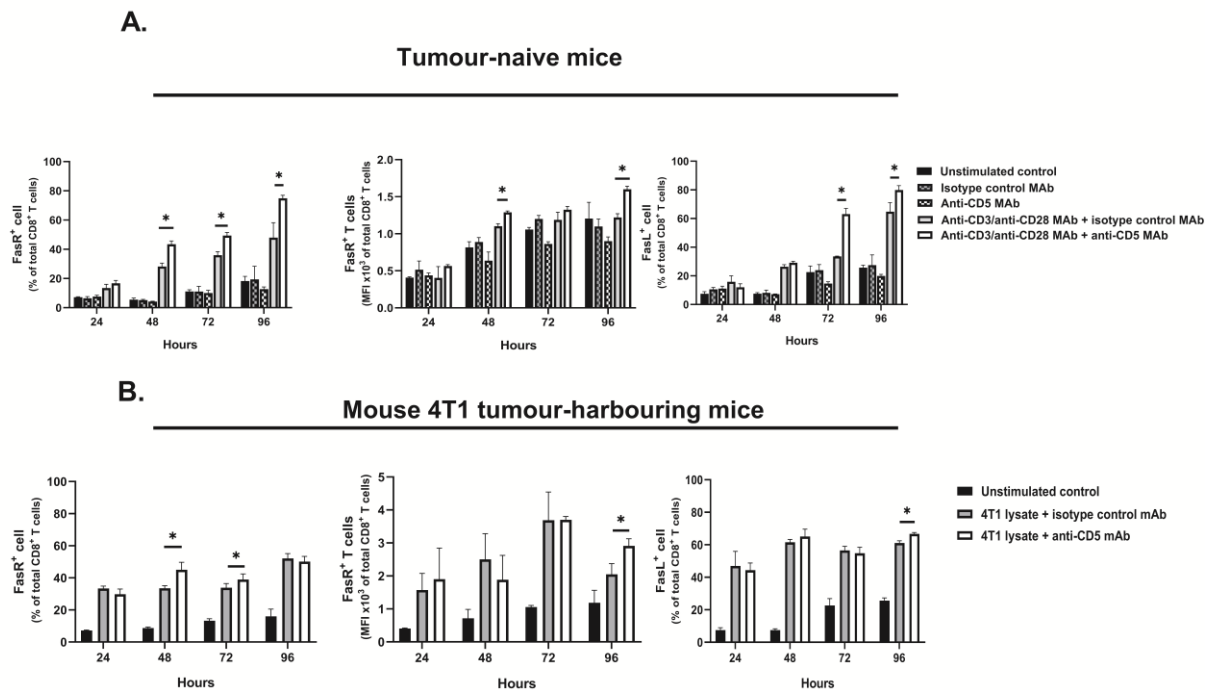 A.
Tumour-naive mice
FasR⁺ cell
(% of total CD8⁺ T cells)
100
80
60
40
20
0
*
*
*
24
48
72
96
Hours
FasR⁺ T cells
(MFI x10³ of total CD8⁺ T cells)
2.0
1.5
1.0
0.5
0.0
*
*
24
48
72
96
Hours
FasL⁺ cell
(% of total CD8⁺ T cells)
100
80
60
40
20
0
*
*
24
48
72
96
Hours
Unstimulated control
Isotype control MAb
Anti-CD5 MAb
Anti-CD3/anti-CD28 MAb + isotype control MAb
Anti-CD3/anti-CD28 MAb + anti-CD5 MAb
B.
Mouse 4T1 tumour-harbouring mice
FasR⁺ cell
(% of total CD8⁺ T cells)
100
80
60
40
20
0
*
*
24
48
72
96
Hours
FasR⁺ T cells
(MFI x10³ of total CD8⁺ T cells)
5
4
3
2
1
0
*
24
48
72
96
Hours
FasL⁺ cell
(% of total CD8⁺ T cells)
100
80
60
40
20
0
*
24
48
72
96
Hours
Unstimulated control
4T1 lysate + isotype control mAb
4T1 lysate + anti-CD5 mAb